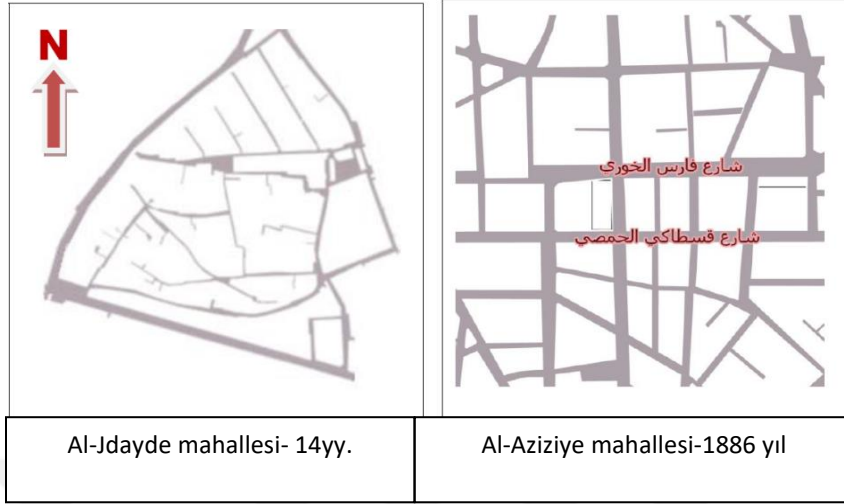 N
شارع فارس الخوري
شارع قسطاكي الحمصي
Al-Jdayde mahallesi- 14yy.
Al-Aziziye mahallesi-1886 yıl